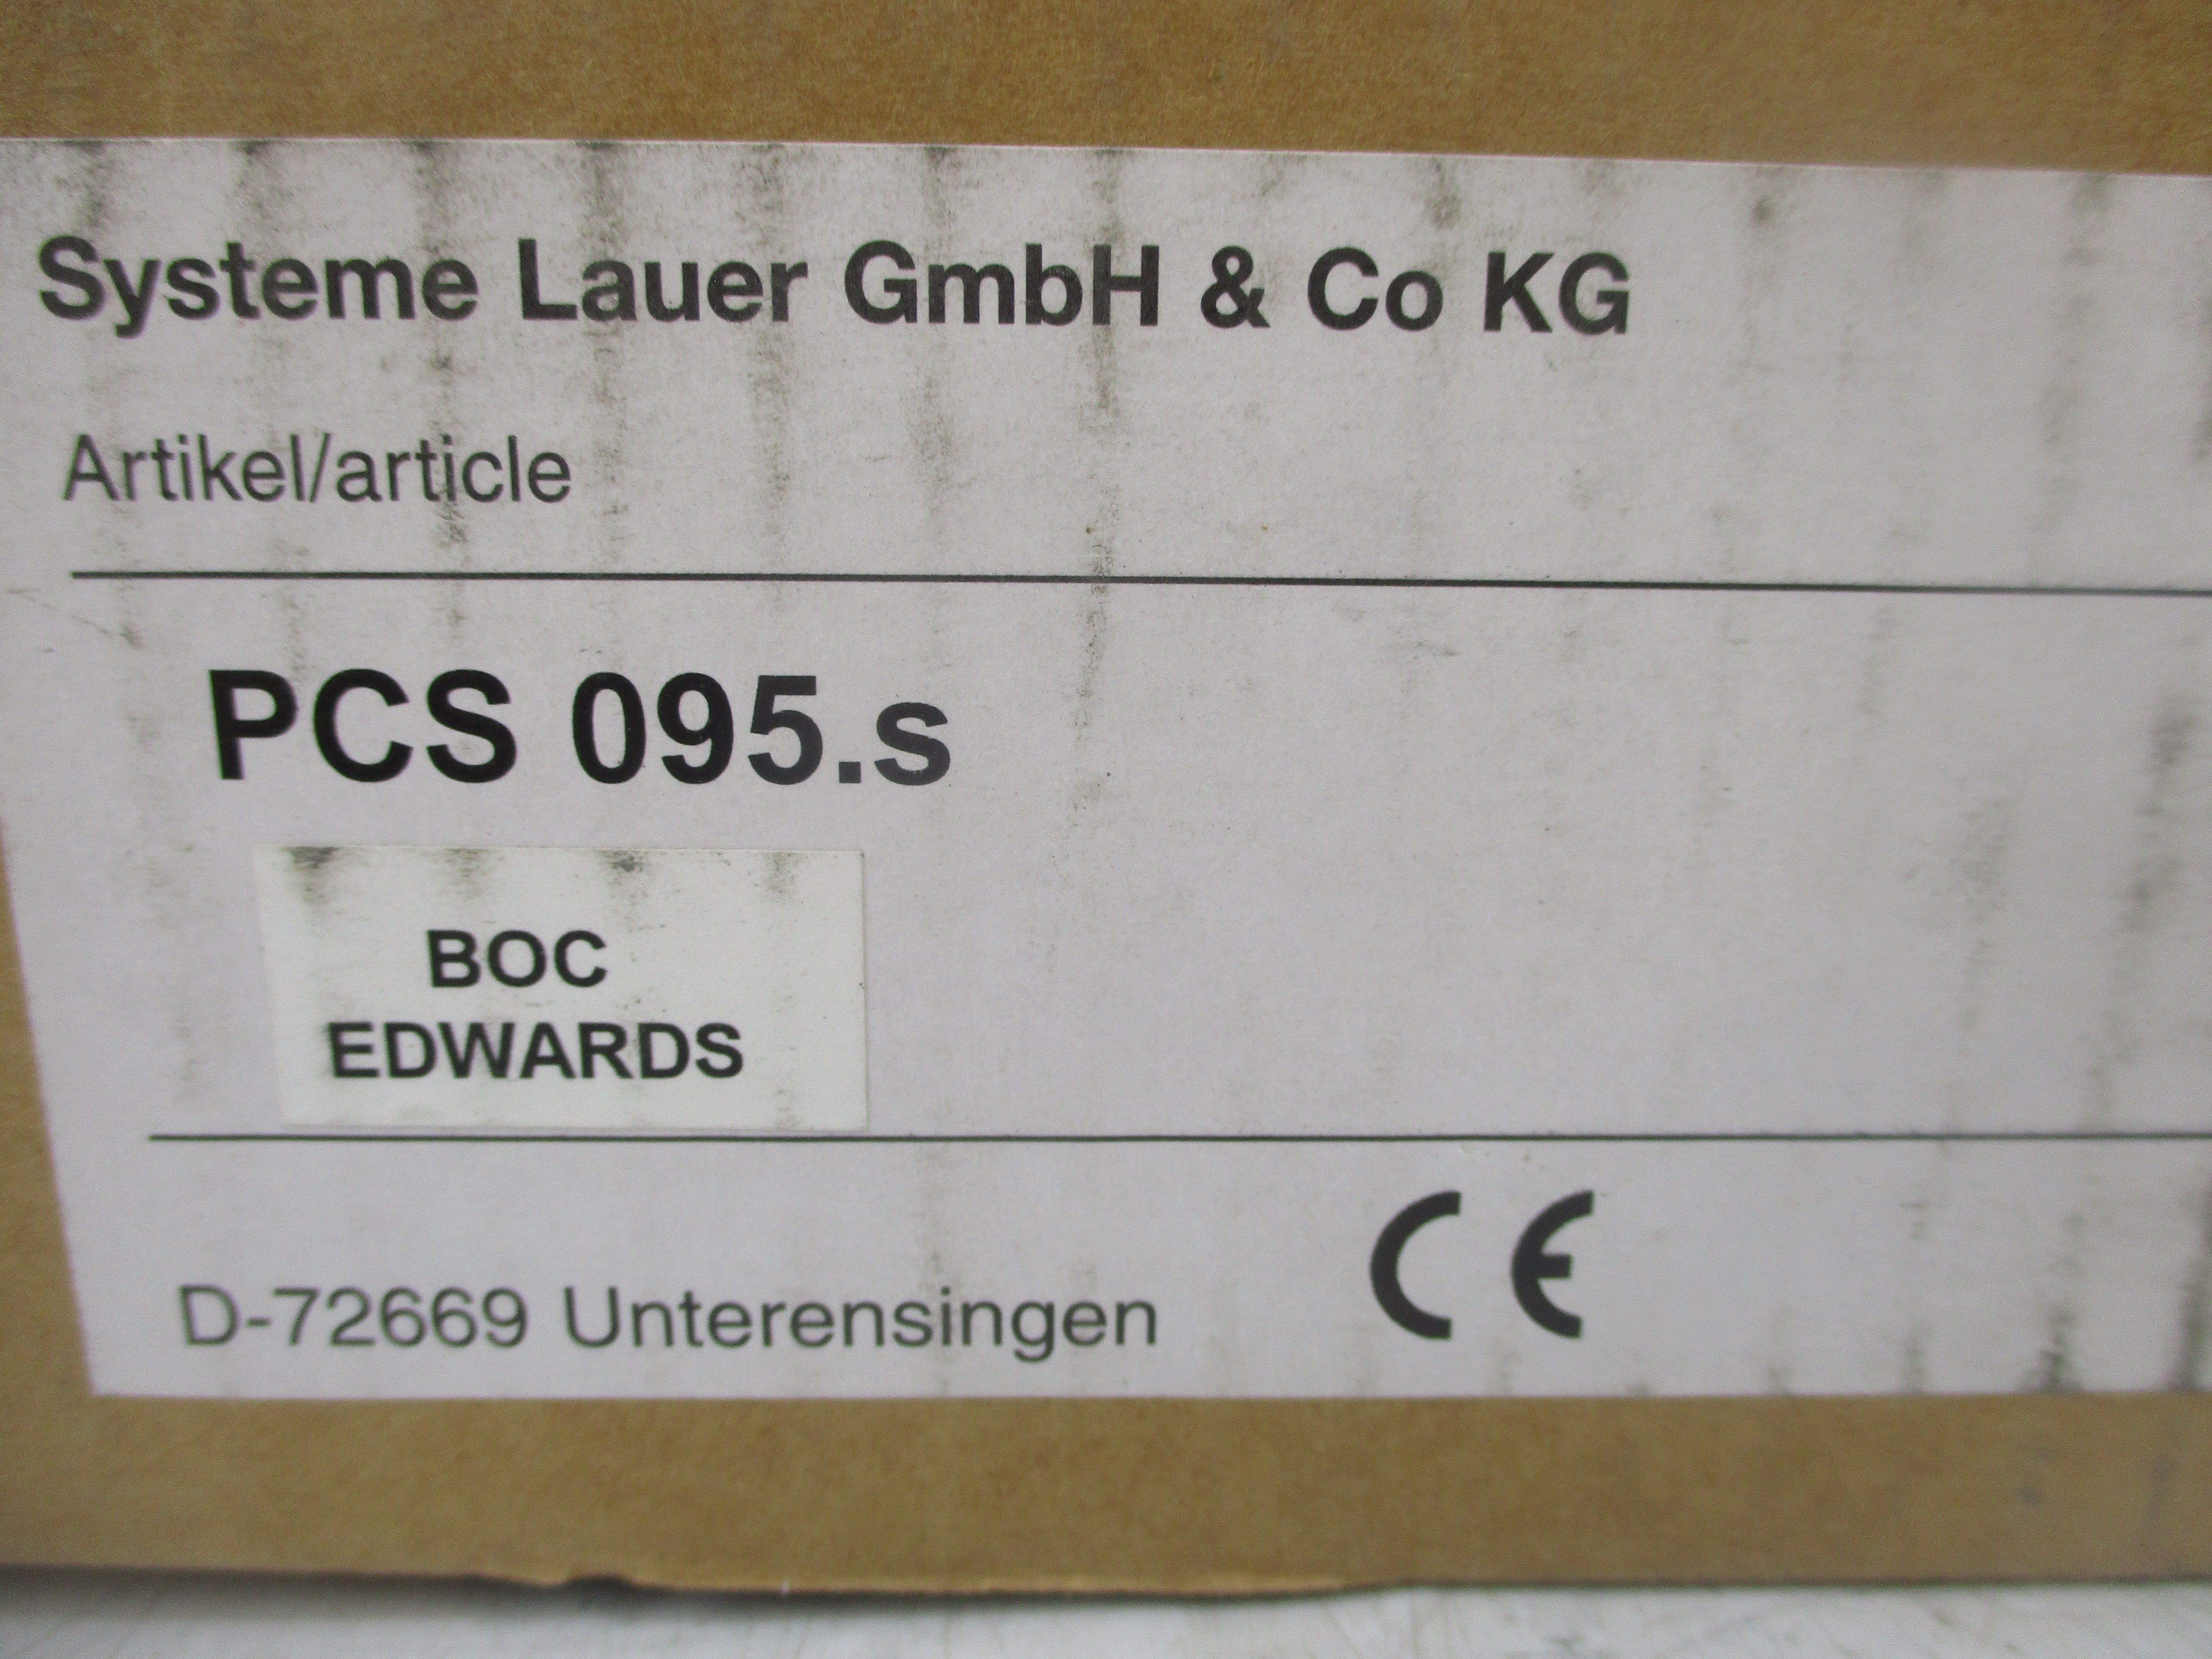 Systeme Lauer GmbH & Co KG
Artikel/article
PCS 095.s
BOC
EDWARDS
D-72669 Unterensingen
CE